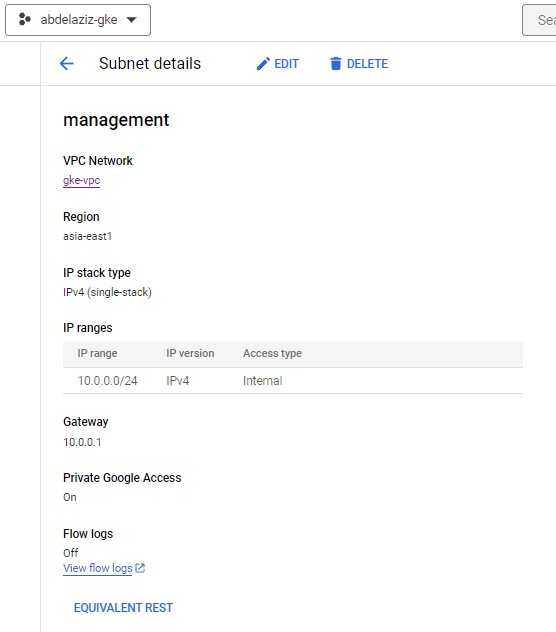 abdelaziz-gke
Subnet details EDIT DELETE
management
VPC Network
gke-vpc
Region
asia-east1
IP stack type
IPv4 (single-stack)
IP ranges
IP range IP version Access type
10.0.0.0/24 IPv4 Internal
Gateway
10.0.0.1
Private Google Access
On
Flow logs
Off
View flow logs
EQUIVALENT REST